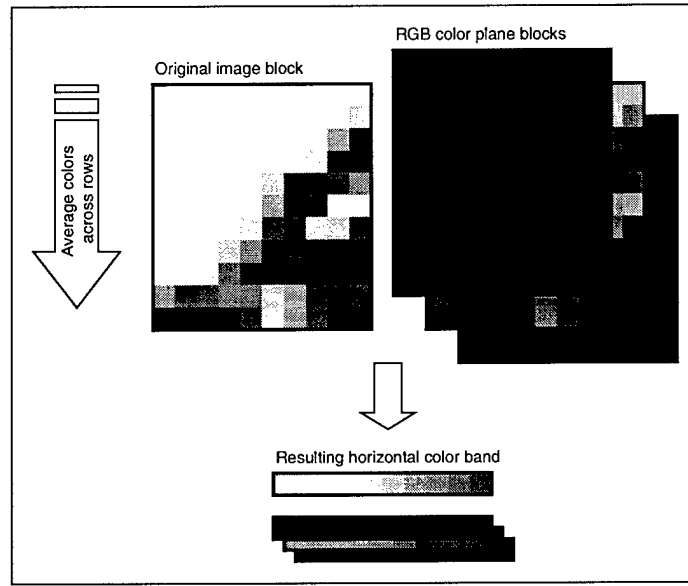 RGB color plane blocks
Original image block
Average colors
across rows
Resulting horizontal color band